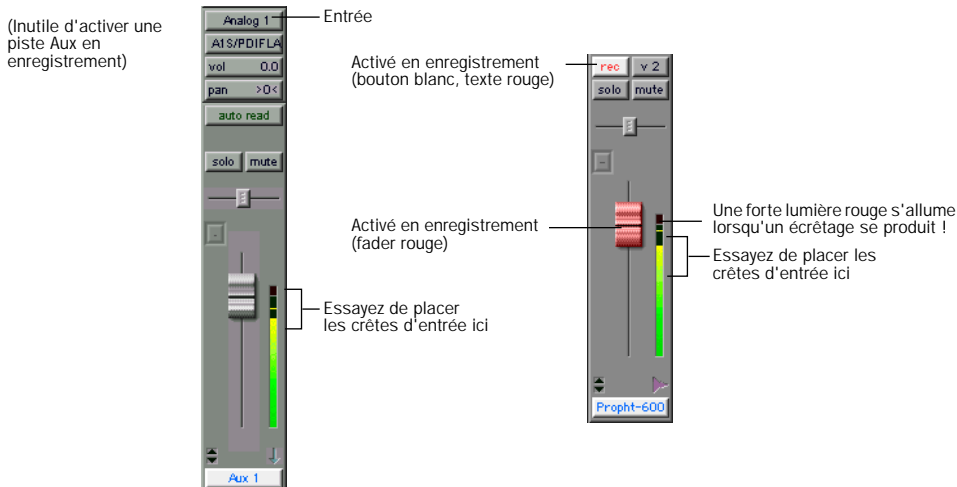 (Inutile d'activer une
piste Aux en
enregistrement)
Analog 1
A1S/PDIFLA
vol 0.0
pan >0<
auto read
solo mute
-
Aux 1
Entrée
Essayez de placer
les crêtes d'entrée ici
Activé en enregistrement
(bouton blanc, texte rouge)
Activé en enregistrement
(fader rouge)
rec v 2
solo mute
-
Propht-600
Une forte lumière rouge s'allume
lorsqu'un écrêtage se produit !
Essayez de placer les
crêtes d'entrée ici